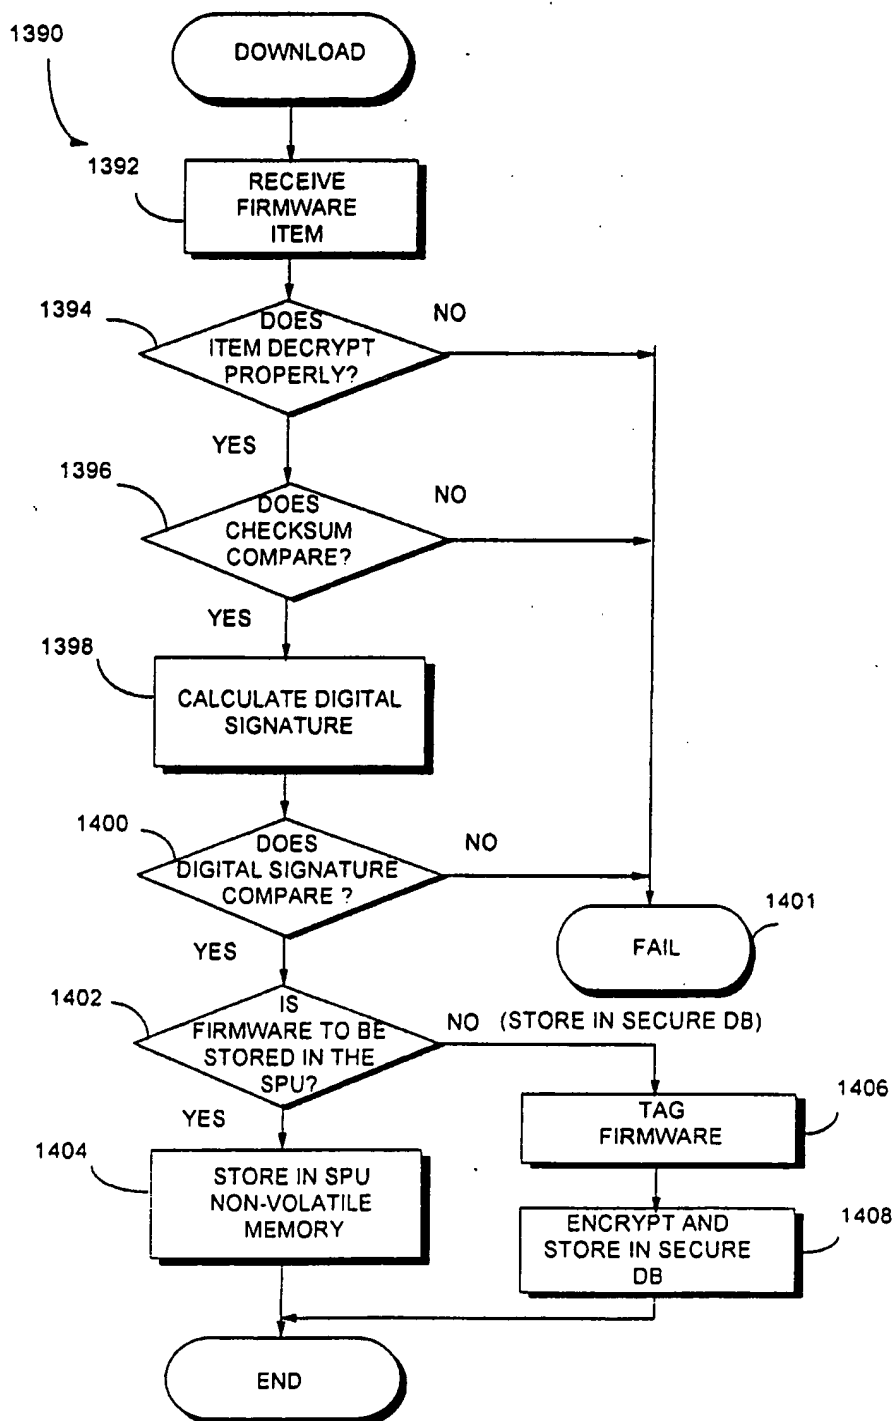 1390
DOWNLOAD
1392
RECEIVE
FIRMWARE
ITEM
1394
DOES
ITEM DECRYPT
PROPERLY?
NO
YES
1396
DOES
CHECKSUM
COMPARE?
NO
YES
1398
CALCULATE DIGITAL
SIGNATURE
1400
DOES
DIGITAL SIGNATURE
COMPARE ?
NO
YES
1401
FAIL
1402
IS
FIRMWARE TO BE
STORED IN THE
SPU?
NO (STORE IN SECURE DB)
YES
1404
STORE IN SPU
NON-VOLATILE
MEMORY
1406
TAG
FIRMWARE
1408
ENCRYPT AND
STORE IN SECURE
DB
END